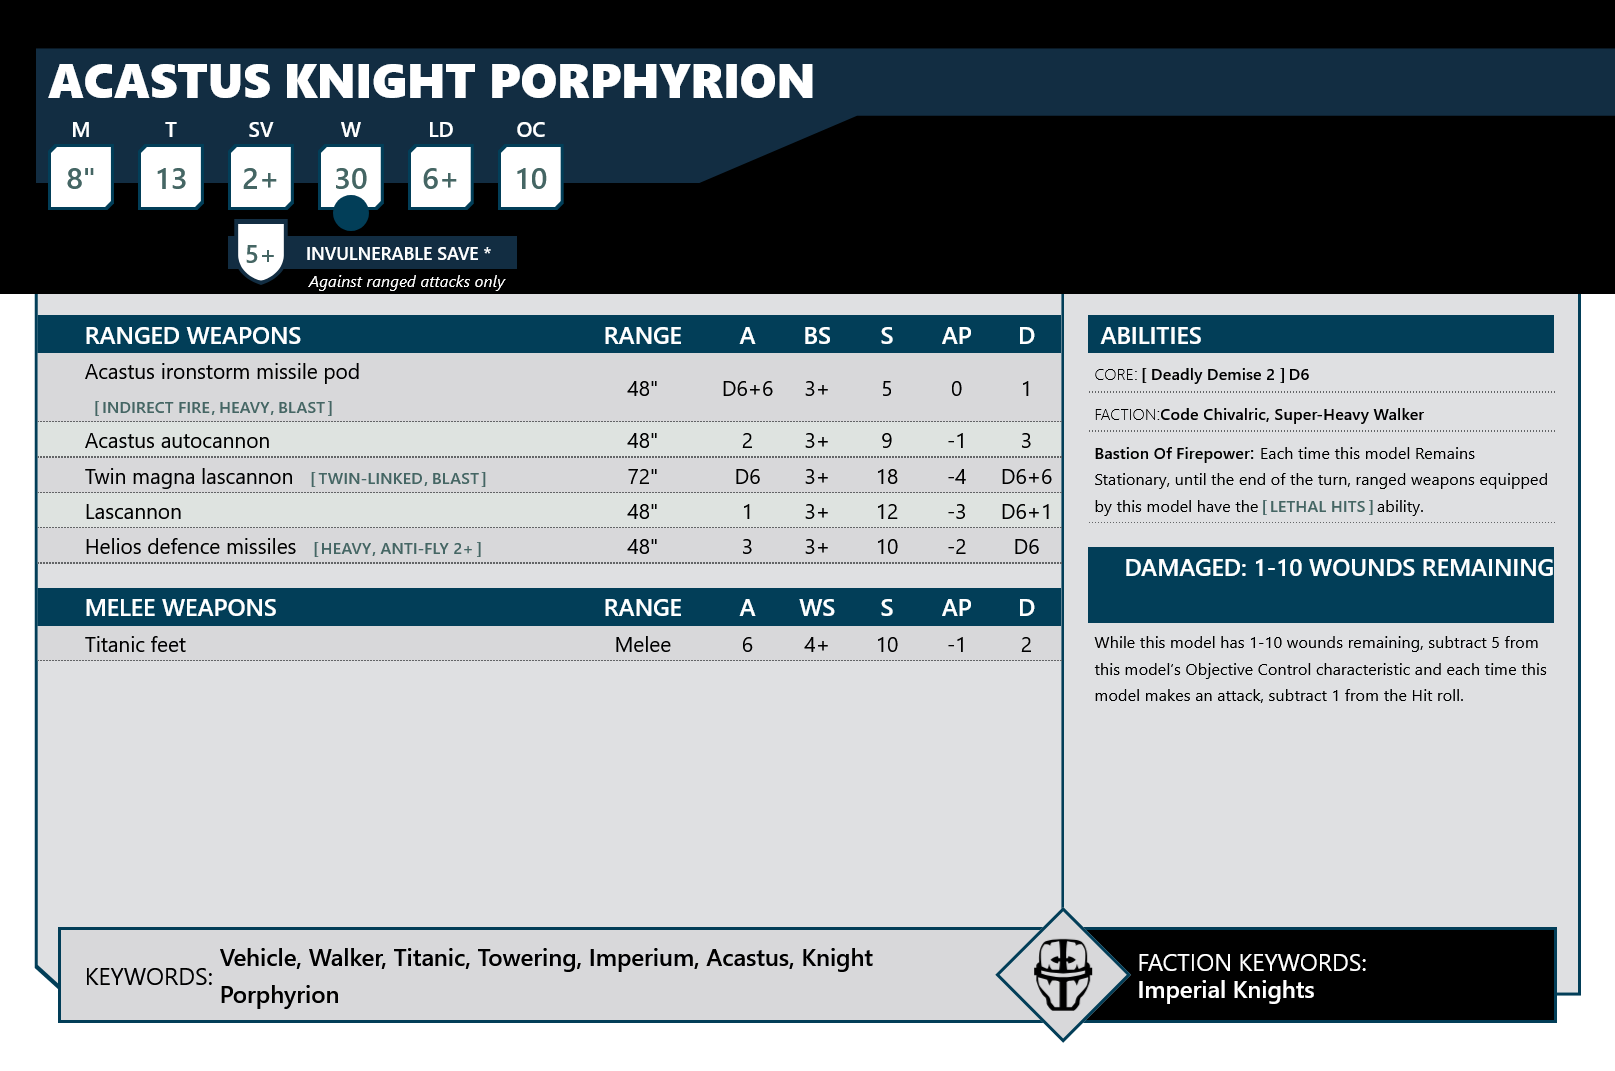 ACASTUS KNIGHT PORPHYRION
M T SV W LD OC
8" 13 2+ 30 6+ 10
5+ INVULNERABLE SAVE *
Against ranged attacks only
RANGED WEAPONS RANGE A BS S AP D
Acastus ironstorm missile pod
[INDIRECT FIRE, HEAVY, BLAST] 48" D6+6 3+ 5 0 1
Acastus autocannon 48" 2 3+ 9 -1 3
Twin magna lascannon [TWIN-LINKED, BLAST] 72" D6 3+ 18 -4 D6+6
Lascannon 48" 1 3+ 12 -3 D6+1
Helios defence missiles [HEAVY, ANTI-FLY 2+] 48" 3 3+ 10 -2 D6
MELEE WEAPONS RANGE A WS S AP D
Titanic feet Melee 6 4+ 10 -1 2
ABILITIES
CORE: [ Deadly Demise 2 ] D6
FACTION:Code Chivalric, Super-Heavy Walker
Bastion Of Firepower: Each time this model Remains
Stationary, until the end of the turn, ranged weapons equipped
by this model have the [LETHAL HITS] ability.
DAMAGED: 1-10 WOUNDS REMAINING
While this model has 1-10 wounds remaining, subtract 5 from
this model's Objective Control characteristic and each time this
model makes an attack, subtract 1 from the Hit roll.
KEYWORDS: Vehicle, Walker, Titanic, Towering, Imperium, Acastus, Knight
Porphyrion
FACTION KEYWORDS:
Imperial Knights